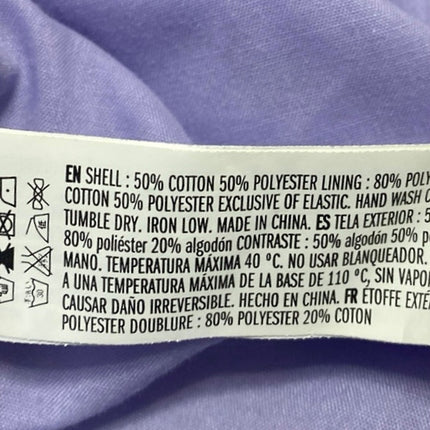 EN SHELL : 50% COTTON 50% POLYESTER LINING : 80% POLY
COTTON 50% POLYESTER EXCLUSIVE OF ELASTIC. HAND WASH
TUMBLE DRY. IRON LOW. MADE IN CHINA. ES TELA EXTERIOR : 5
80% poliéster 20% algodón CONTRASTE : 50% algodón 50%
MANO. TEMPERATURA MÁXIMA 40 °C. NO USAR BLANQUEADOR.
A UNA TEMPERATURA MÁXIMA DE LA BASE DE 110 °C, SIN VAPO
CAUSAR DAÑO IRREVERSIBLE. HECHO EN CHINA. FR ÉTOFFE EXTÉ
POLYESTER DOUBLURE : 80% POLYESTER 20% COTON